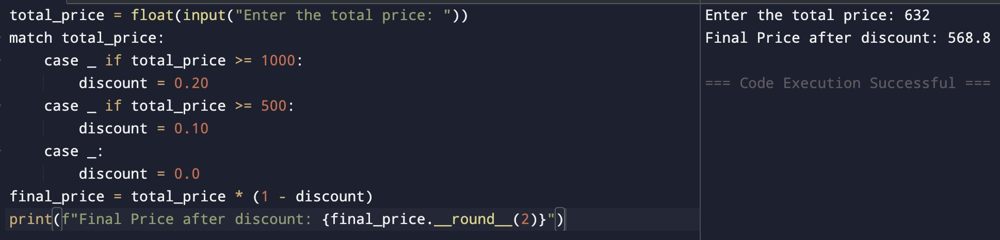 total_price = float(input("Enter the total price: "))
match total_price:
    case _ if total_price >= 1000:
        discount = 0.20
    case _ if total_price >= 500:
        discount = 0.10
    case _:
        discount = 0.0
final_price = total_price * (1 - discount)
print(f"Final Price after discount: {final_price.__round__(2)}")
Enter the total price: 632
Final Price after discount: 568.8
=== Code Execution Successful ===